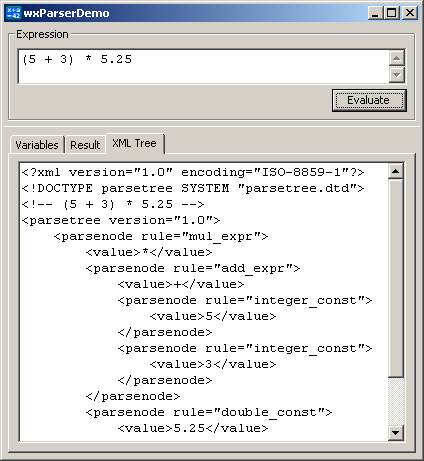 x+a
=42
wxParserDemo
Expression
(5 + 3) * 5.25
Evaluate
Variables Result XML Tree
<?xml version="1.0" encoding="ISO-8859-1"?>
<!DOCTYPE parsetree SYSTEM "parsetree.dtd">
<!-- (5 + 3) * 5.25 -->
<parsetree version="1.0">
    <parsenode rule="mul_expr">
        <value>*</value>
        <parsenode rule="add_expr">
            <value>+</value>
            <parsenode rule="integer_const">
                <value>5</value>
            </parsenode>
            <parsenode rule="integer_const">
                <value>3</value>
            </parsenode>
        </parsenode>
        <parsenode rule="double_const">
            <value>5.25</value>